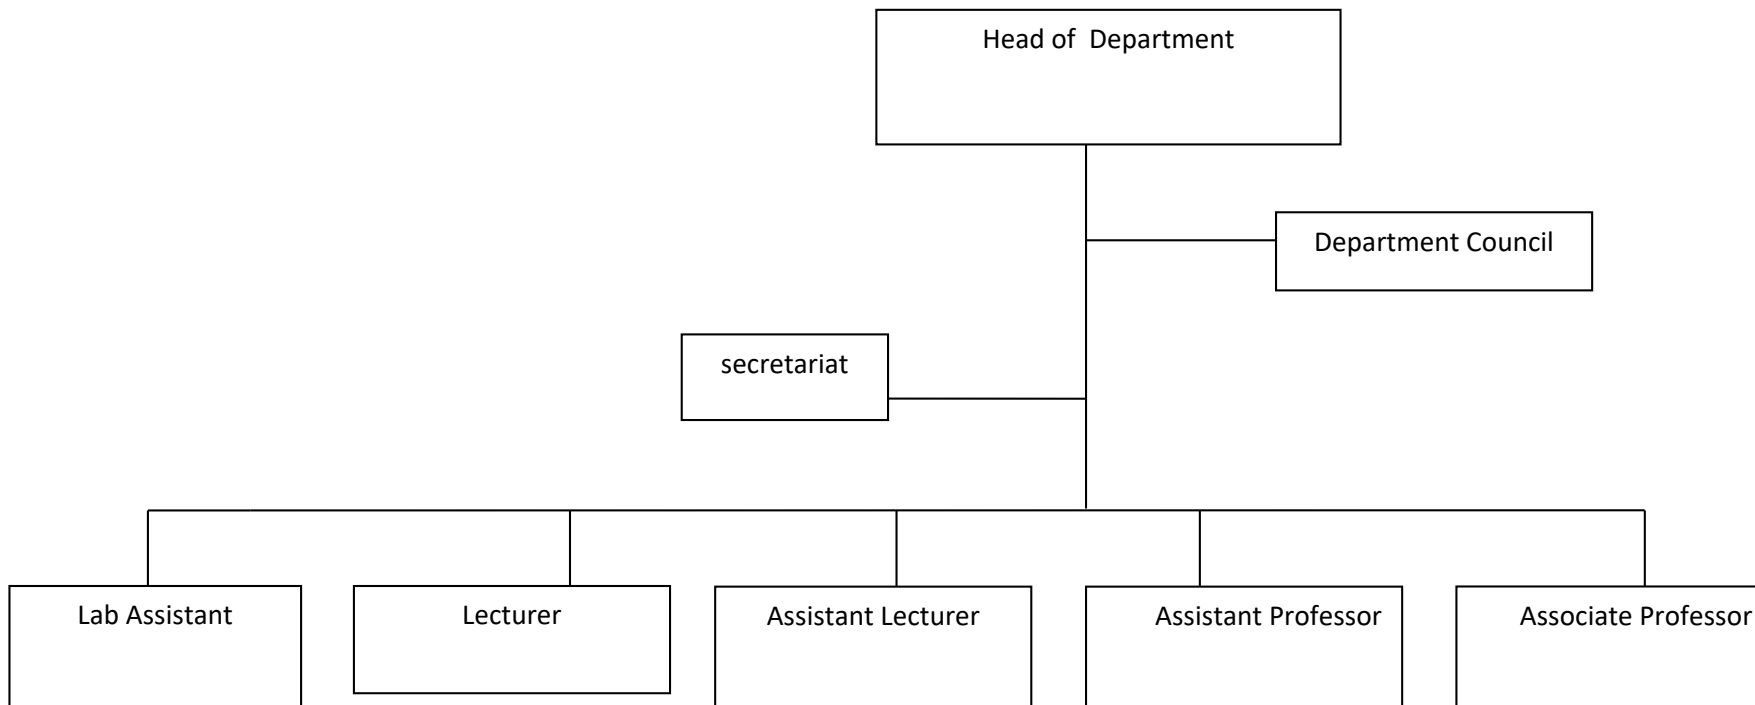 Head of  Department
Department Council
secretariat
Lab Assistant
Lecturer
Assistant Lecturer
Assistant Professor
Associate Professor